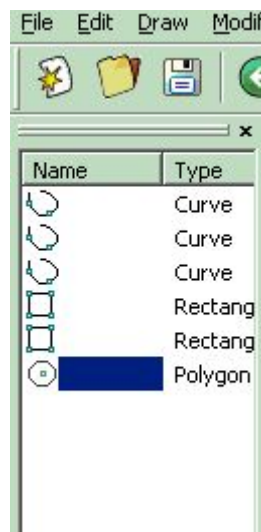 File Edit Draw Modif
Name Type
Curve
Curve
Curve
Rectang
Rectang
Polygon